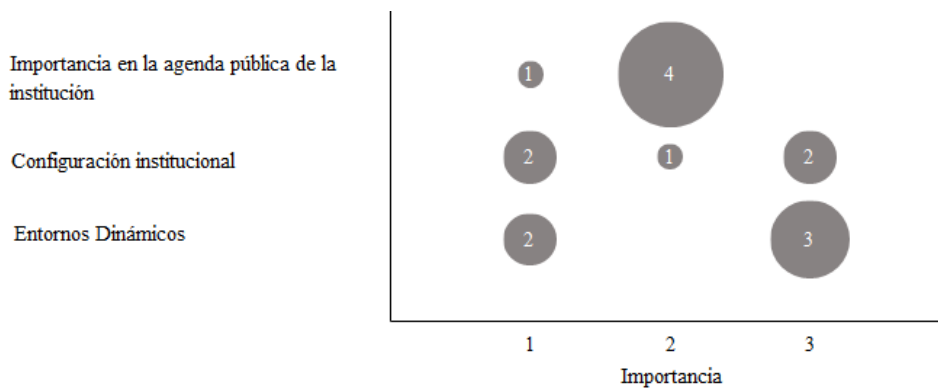 Importancia en la agenda pública de la
institución
1
4
Configuración institucional
2
1
2
Entornos Dinámicos
2
3
1
2
3
Importancia